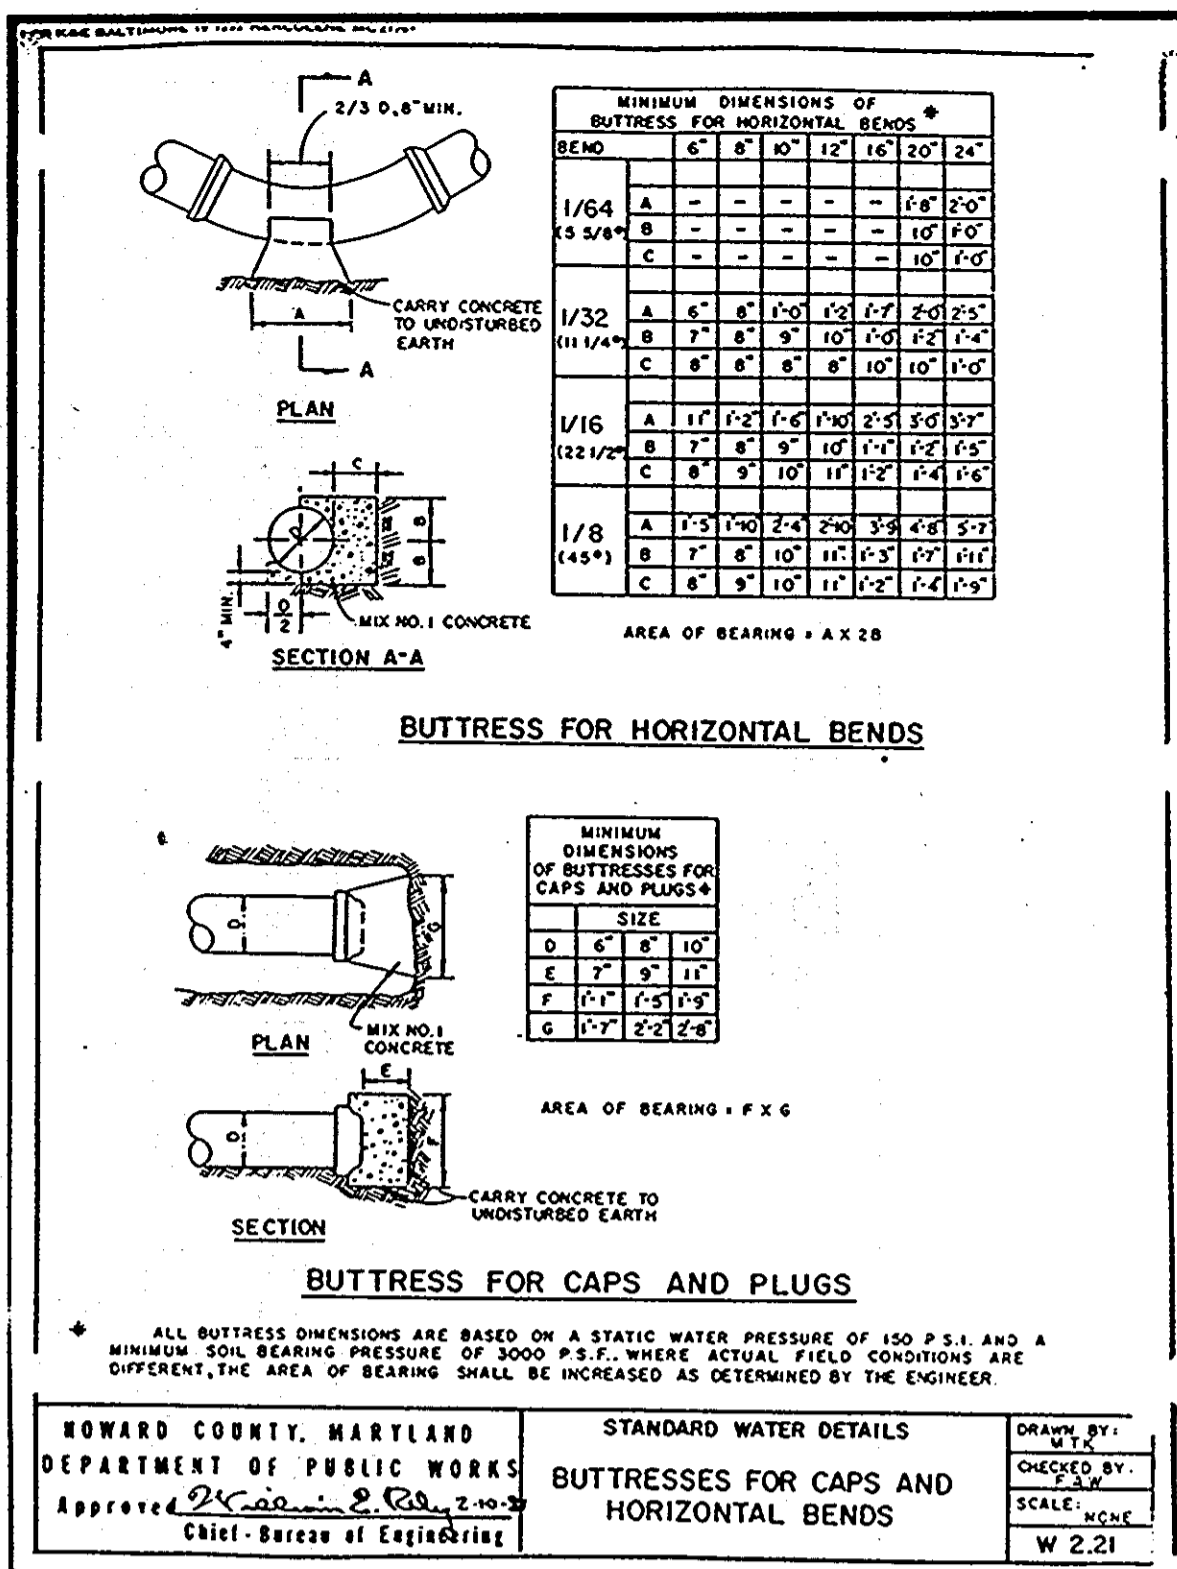 A
2/3 D, 8" MIN.
CARRY CONCRETE
TO UNDISTURBED
EARTH
A
A
PLAN
C
D
B
B
4" MIN.
D
2
MIX NO. 1 CONCRETE
SECTION A-A
MINIMUM DIMENSIONS OF
BUTTRESS FOR HORIZONTAL BENDS *
BEND 6" 8" 10" 12" 16" 20" 24"
1/64
(5 5/8°)
A - - - - - 1'-8" 2'-0"
B - - - - - 10" 1'-0"
C - - - - - 10" 1'-0"
1/32
(11 1/4°)
A 6" 8" 1'-0" 1'-2" 1'-7" 2'-0" 2'-5"
B 7" 8" 9" 10" 1'-0" 1'-2" 1'-4"
C 8" 8" 8" 8" 10" 10" 1'-0"
1/16
(22 1/2°)
A 11" 1'-2" 1'-6" 1'-10" 2'-5" 3'-0" 3'-7"
B 7" 8" 9" 10" 1'-1" 1'-2" 1'-5"
C 8" 9" 10" 11" 1'-2" 1'-4" 1'-6"
1/8
(45°)
A 1'-5" 1'-10" 2'-4" 2'-10" 3'-9" 4'-8" 5'-7"
B 7" 8" 10" 11" 1'-3" 1'-7" 1'-11"
C 8" 9" 10" 11" 1'-2" 1'-4" 1'-9"
AREA OF BEARING = A X 2B
BUTTRESS FOR HORIZONTAL BENDS
D
G
MIX NO. 1
CONCRETE
PLAN
MINIMUM
DIMENSIONS
OF BUTTRESSES FOR
CAPS AND PLUGS *
SIZE
D 6" 8" 10"
E 7" 9" 11"
F 1'-1" 1'-5" 1'-9"
G 1'-7" 2'-2" 2'-8"
AREA OF BEARING = F X G
E
D
F
CARRY CONCRETE TO
UNDISTURBED EARTH
SECTION
BUTTRESS FOR CAPS AND PLUGS
* ALL BUTTRESS DIMENSIONS ARE BASED ON A STATIC WATER PRESSURE OF 150 P.S.I. AND A
MINIMUM SOIL BEARING PRESSURE OF 3000 P.S.F.. WHERE ACTUAL FIELD CONDITIONS ARE
DIFFERENT, THE AREA OF BEARING SHALL BE INCREASED AS DETERMINED BY THE ENGINEER.
HOWARD COUNTY, MARYLAND
DEPARTMENT OF PUBLIC WORKS
Approved William E. Riley
Chief - Bureau of Engineering
STANDARD WATER DETAILS
BUTTRESSES FOR CAPS AND
HORIZONTAL BENDS
DRAWN BY:
MTK
CHECKED BY.
SCALE:
NONE
W 2.21